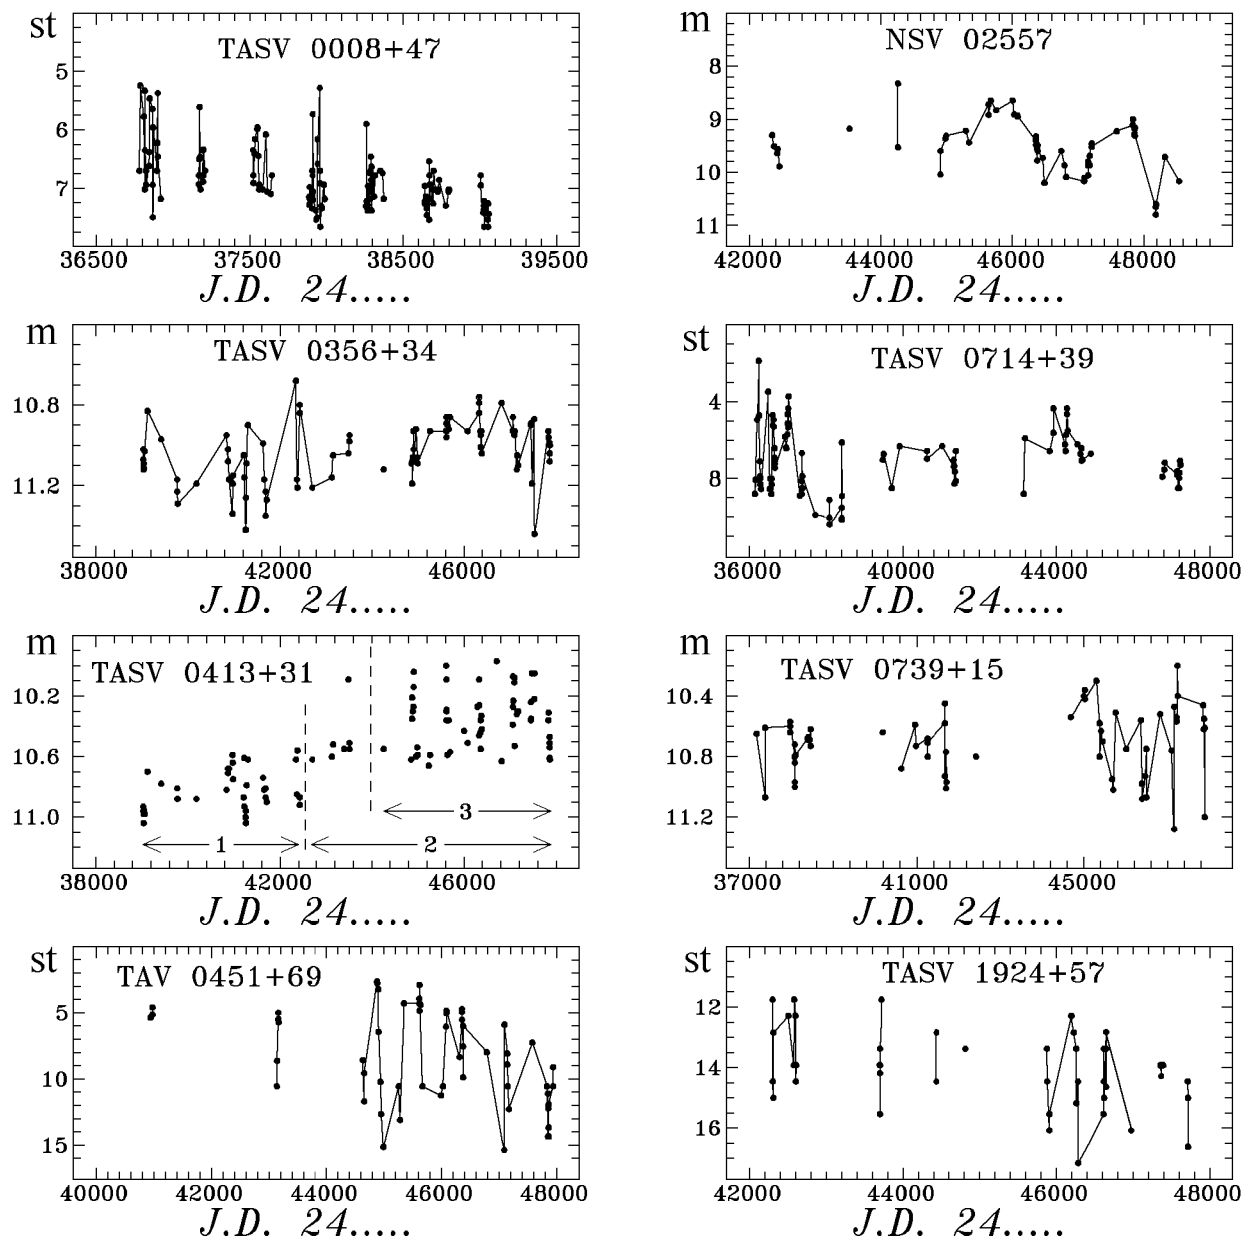 st
TASV 0008+47
5
6
7
36500 37500 38500 39500
J.D. 24.....
m
NSV 02557
8
9
10
11
42000 44000 46000 48000
J.D. 24.....
m
TASV 0356+34
10.8
11.2
38000 42000 46000
J.D. 24.....
st
TASV 0714+39
4
8
36000 40000 44000 48000
J.D. 24.....
m
TASV 0413+31
10.2
10.6
11.0
3
1
2
38000 42000 46000
J.D. 24.....
m
TASV 0739+15
10.4
10.8
11.2
37000 41000 45000
J.D. 24.....
st
TAV 0451+69
5
10
15
40000 42000 44000 46000 48000
J.D. 24.....
st
TASV 1924+57
12
14
16
42000 44000 46000 48000
J.D. 24.....